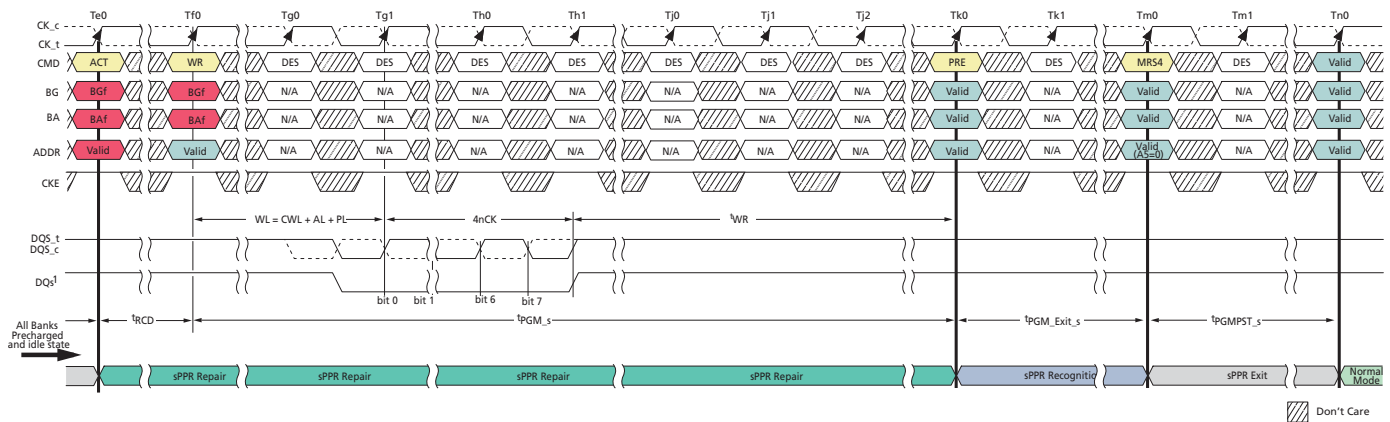 Te0 Tf0 Tg0 Tg1 Th0 Th1 Tj0 Tj1 Tj2 Tk0 Tk1 Tm0 Tm1 Tn0
CK_c
CK_t
CMD ACT WR DES DES DES DES DES DES DES PRE DES MRS4 DES Valid
BG BGf BGf N/A N/A N/A N/A N/A N/A N/A Valid N/A Valid N/A Valid
BA BAf BAf N/A N/A N/A N/A N/A N/A N/A Valid N/A Valid N/A Valid
ADDR Valid Valid N/A N/A N/A N/A N/A N/A N/A Valid N/A Valid (A5=0) N/A Valid
CKE
WL = CWL + AL + PL 4nCK tWR
DQS_t
DQS_c
DQs1
bit 0 bit 1 bit 6 bit 7
All Banks
Precharged
and idle state
tRCD tPGM_s tPGM_Exit_s tPGMPST_s
sPPR Repair sPPR Repair sPPR Repair sPPR Repair sPPR Recognitic sPPR Exit Normal
Mode
Don't Care